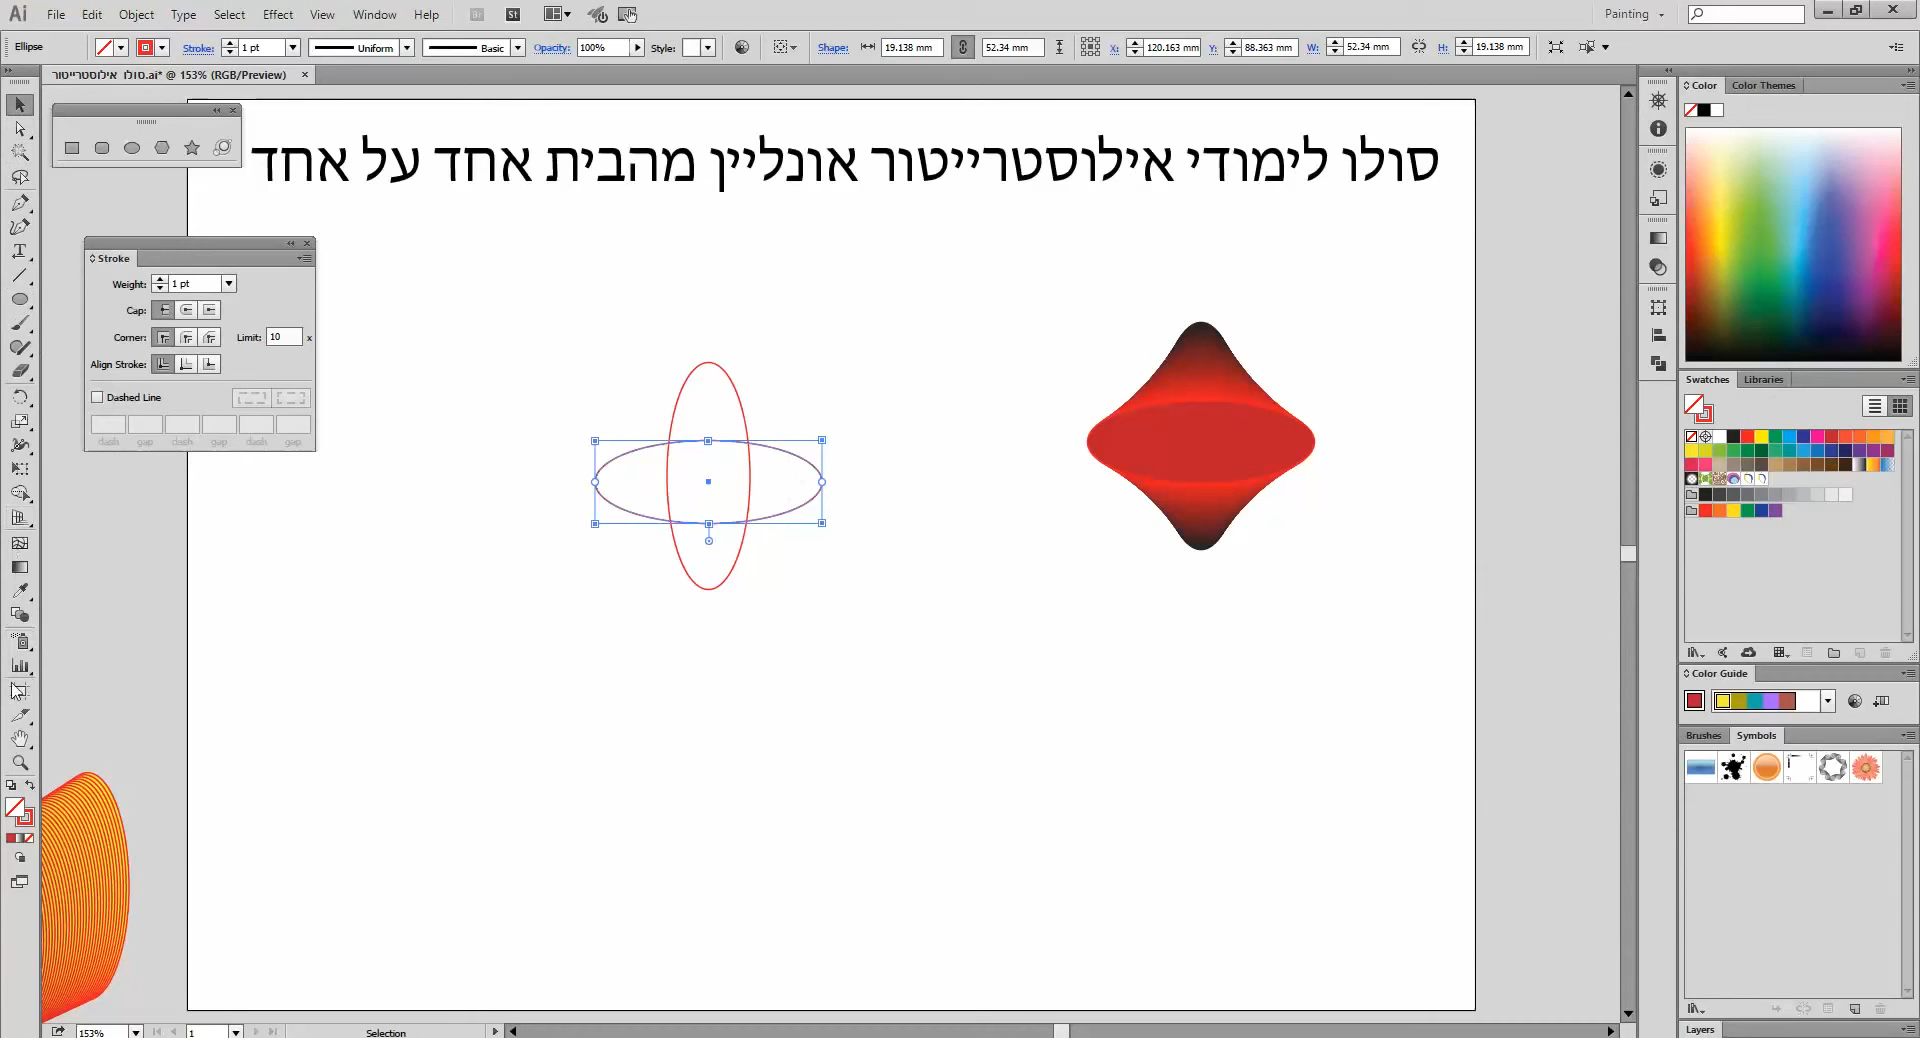 Ai File Edit Object Type Select Effect View Window Help Br St Painting
Ellipse Stroke: 1 pt Uniform Basic Opacity: 100% Style: Shape: 19.138 mm 52.34 mm X: 120.163 mm Y: 88.363 mm W: 52.34 mm H: 19.138 mm
סולו אילוסטרייטור.ai* @ 153% (RGB/Preview)
Color Color Themes
סולו לימודי אילוסטרייטור אונליין מהבית אחד על אחד
Stroke
Weight: 1 pt
Cap:
Corner: Limit: 10 x
Align Stroke:
Dashed Line
dash gap dash gap dash gap
Swatches Libraries
Color Guide
Brushes Symbols
Layers
153% 1 Selection